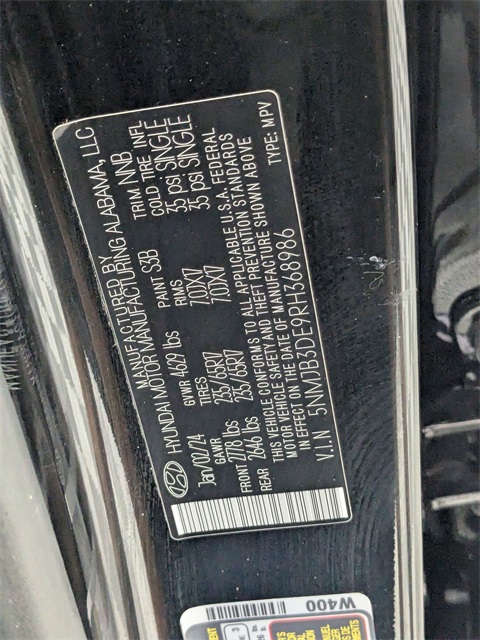 MANUFACTURED BY
HYUNDAI MOTOR MANUFACTURING ALABAMA, LLC
Jan/02/24 GVWR 4629 lbs PAINT S3B TRIM NNB
GAWR TIRES RIMS COLD TIRE INFL
FRONT 2778 lbs 235/65R17 7.0JX17 35 psi SINGLE
REAR 2646 lbs 235/65R17 7.0JX17 35 psi SINGLE
THIS VEHICLE CONFORMS TO ALL APPLICABLE U.S.A. FEDERAL
MOTOR VEHICLE SAFETY AND THEFT PREVENTION STANDARDS
IN EFFECT ON THE DATE OF MANUFACTURE SHOWN ABOVE
V.I.N 5NMJB3DE9RH368986 TYPE: MPV
W400